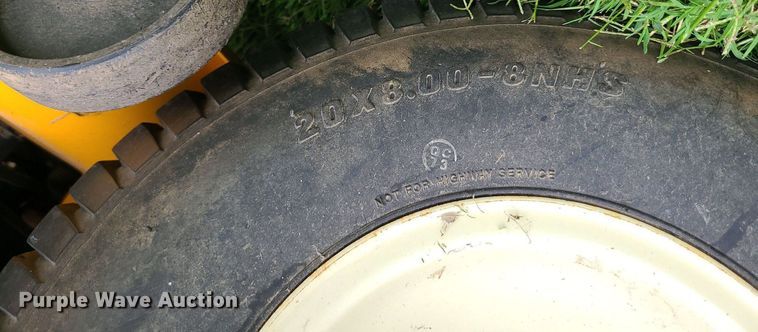 20X8.00-8NHS
NOT FOR HIGHWAY SERVICE
Purple Wave Auction